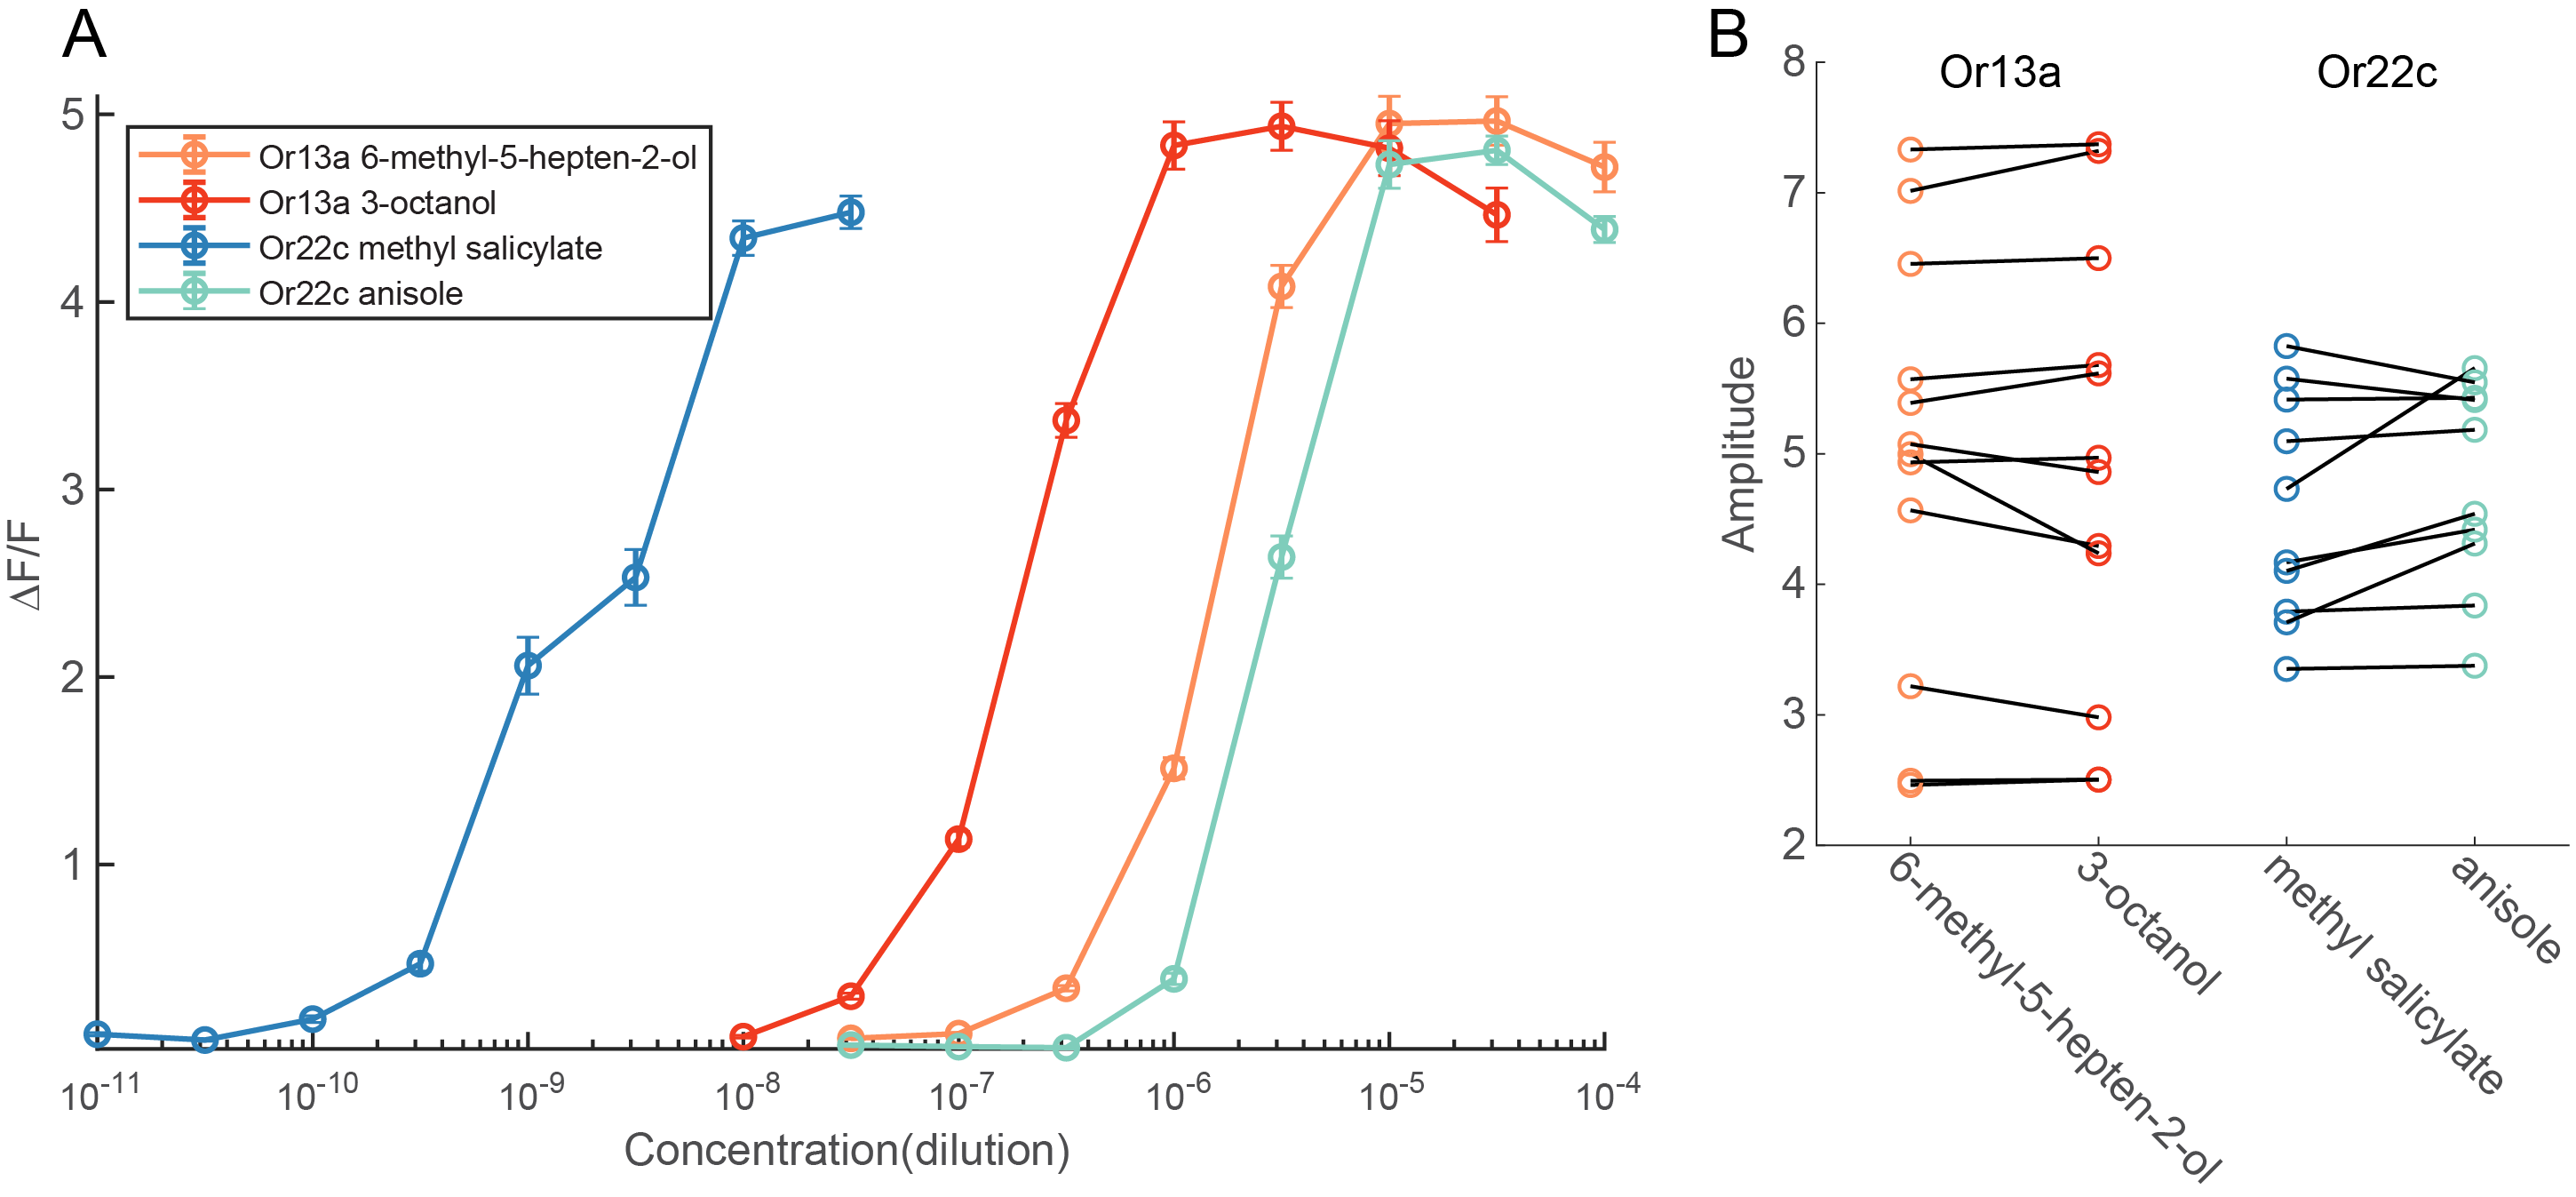 A
5
4
3
2
1
ΔF/F
Or13a 6-methyl-5-hepten-2-ol
Or13a 3-octanol
Or22c methyl salicylate
Or22c anisole
10-11 10-10 10-9 10-8 10-7 10-6 10-5 10-4
Concentration(dilution)
B
Or13a Or22c
8
7
6
5
4
3
2
Amplitude
6-methyl-5-hepten-2-ol
3-octanol
methyl salicylate
anisole